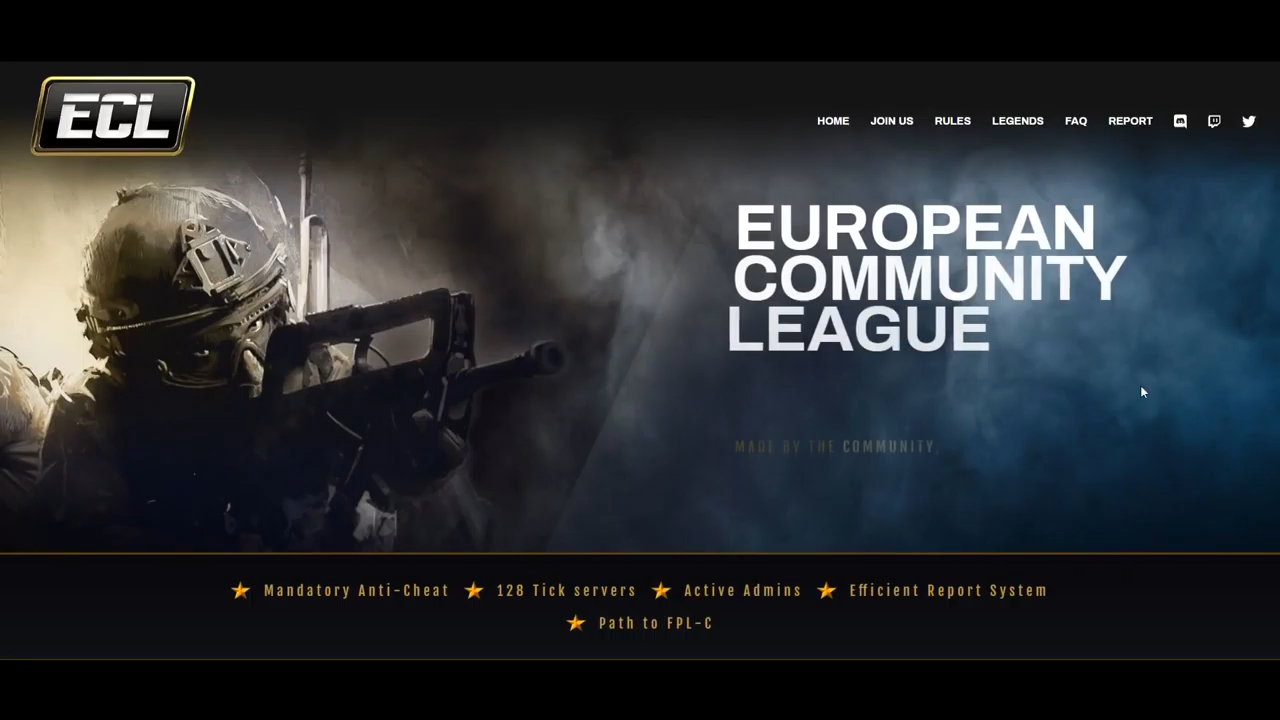 ECL
HOME JOIN US RULES LEGENDS FAQ REPORT
EUROPEAN
COMMUNITY
LEAGUE
MADE BY THE COMMUNITY.
Mandatory Anti-Cheat 128 Tick servers Active Admins Efficient Report System
Path to FPL-C